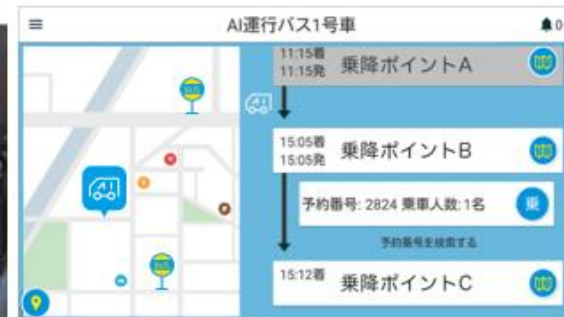 AI運行バス1号車
0
11:15着
11:15発
乗降ポイントA
15:05着
15:05発
乗降ポイントB
予約番号: 2824 乗車人数: 1名
乗
予約番号を検索する
15:12着
乗降ポイントC